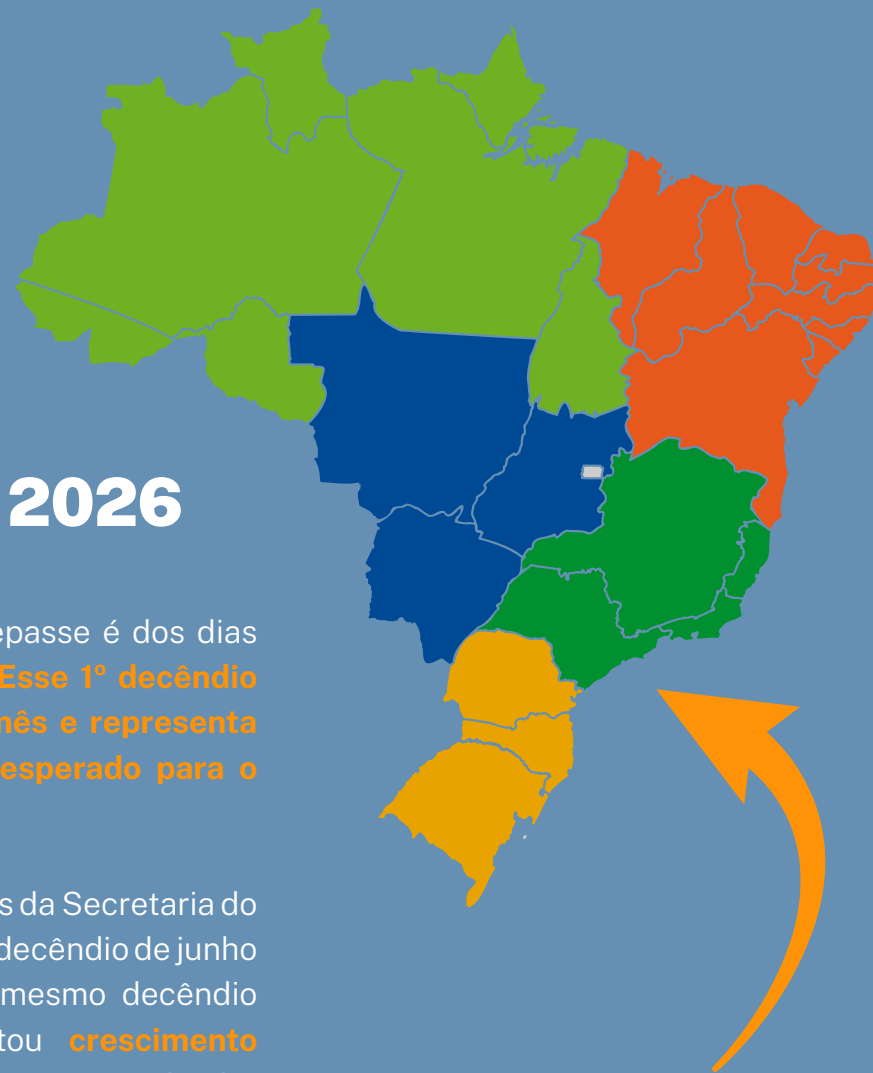 2026
epasse é dos dias
Esse 1º decêndio
mês e representa
esperado para o
s da Secretaria do
decêndio de junho
mesmo decêndio
tou crescimento